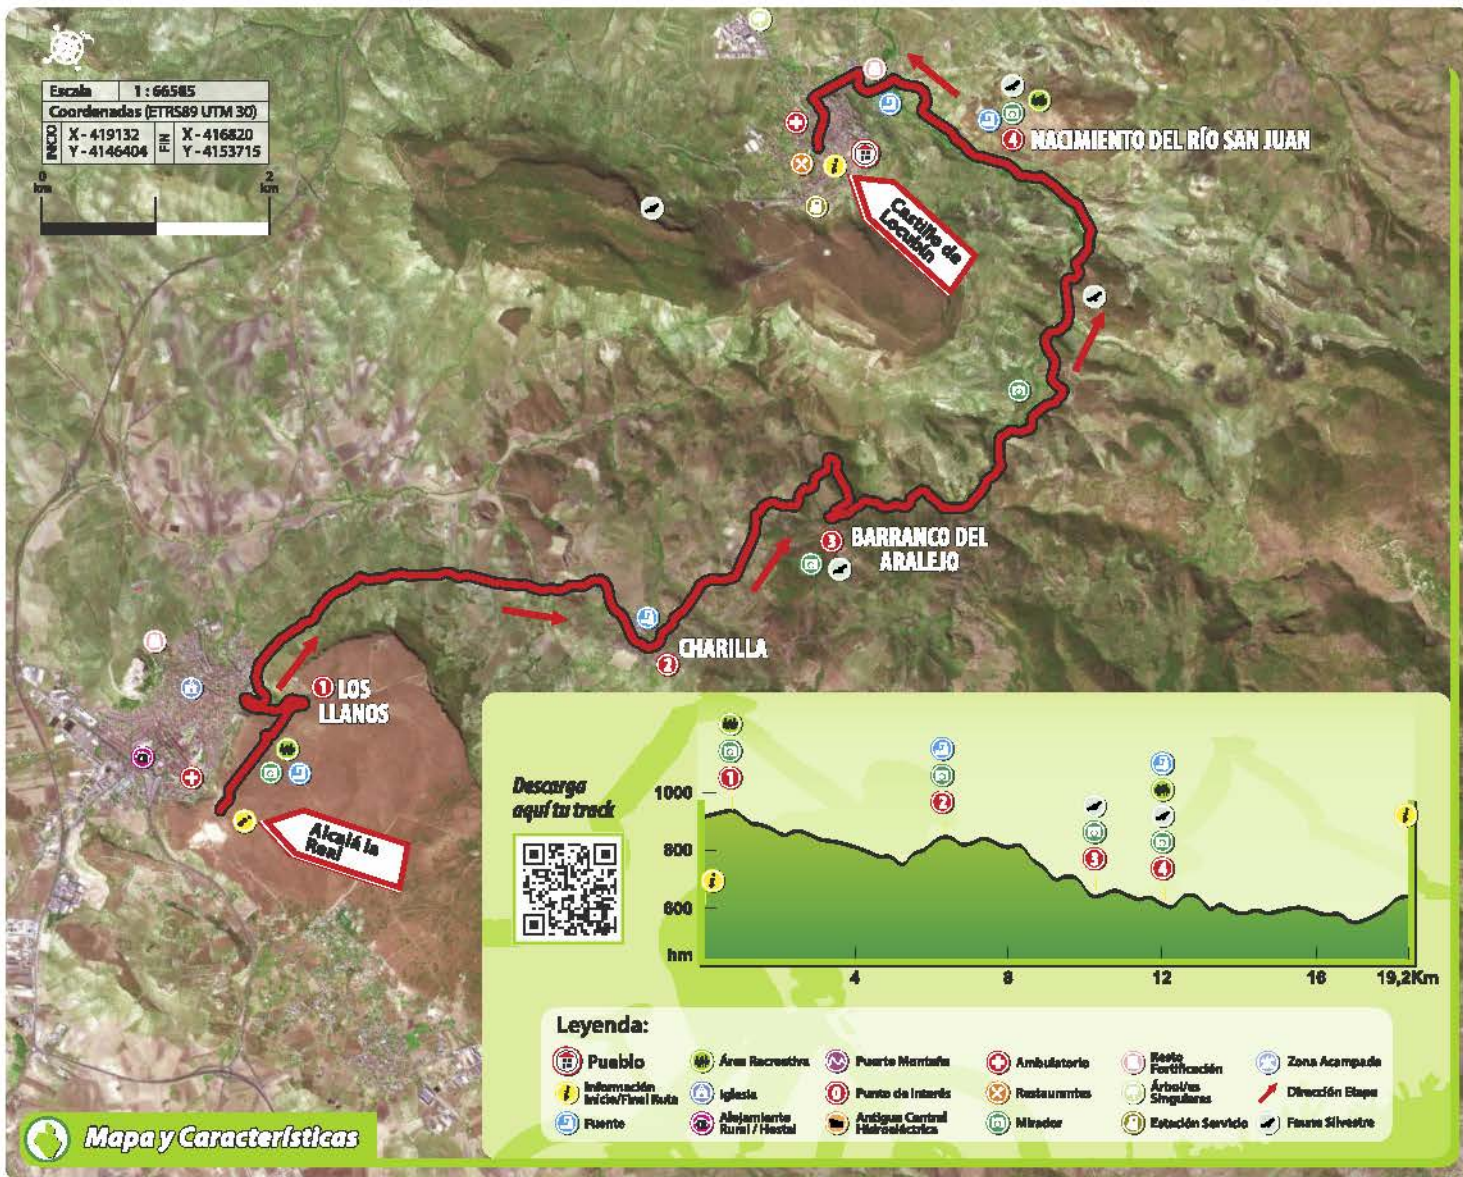 Escala 1 : 66585
Coordenadas (ETRS89 UTM 30)
INICIO X - 419132 FIN X - 416820
Y - 4146404 Y - 4153715
0 km 2 km
4 NACIMIENTO DEL RÍO SAN JUAN
Castillo de
Locubín
3 BARRANCO DEL
ARALEJO
2 CHARILLA
1 LOS
LLANOS
Alcalá la
Real
Descarga
aquí tu track
1000
800
600
hm
1
2
3
4
4 8 12 16 19,2Km
Leyenda:
Pueblo
Área Recreativa
Puerto Montaña
Ambulatorio
Resto
Fortificación
Zona Acampada
Información
Inicio/Final Ruta
Iglesia
Punto de Interés
Restaurantes
Árbol/es
Singulares
Dirección Etapa
Fuente
Alojamiento
Rural / Hostal
Antigua Central
Hidroeléctrica
Mirador
Estación Servicio
Fauna Silvestre
Mapa y Características